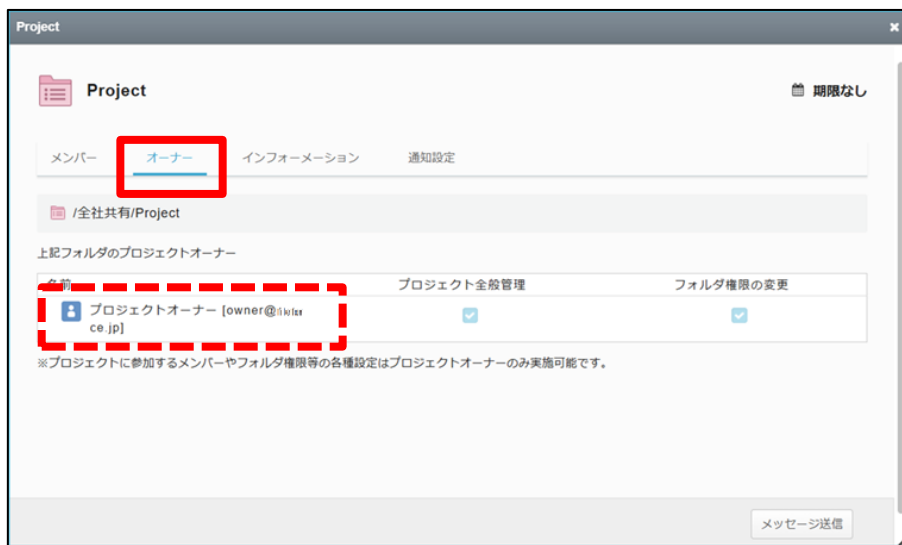 Project
Project
期限なし
メンバー オーナー インフォーメーション 通知設定
/全社共有/Project
上記フォルダのプロジェクトオーナー
名前 プロジェクト全般管理 フォルダ権限の変更
プロジェクトオーナー [owner@
ce.jp]
※プロジェクトに参加するメンバーやフォルダ権限等の各種設定はプロジェクトオーナーのみ実施可能です。
メッセージ送信